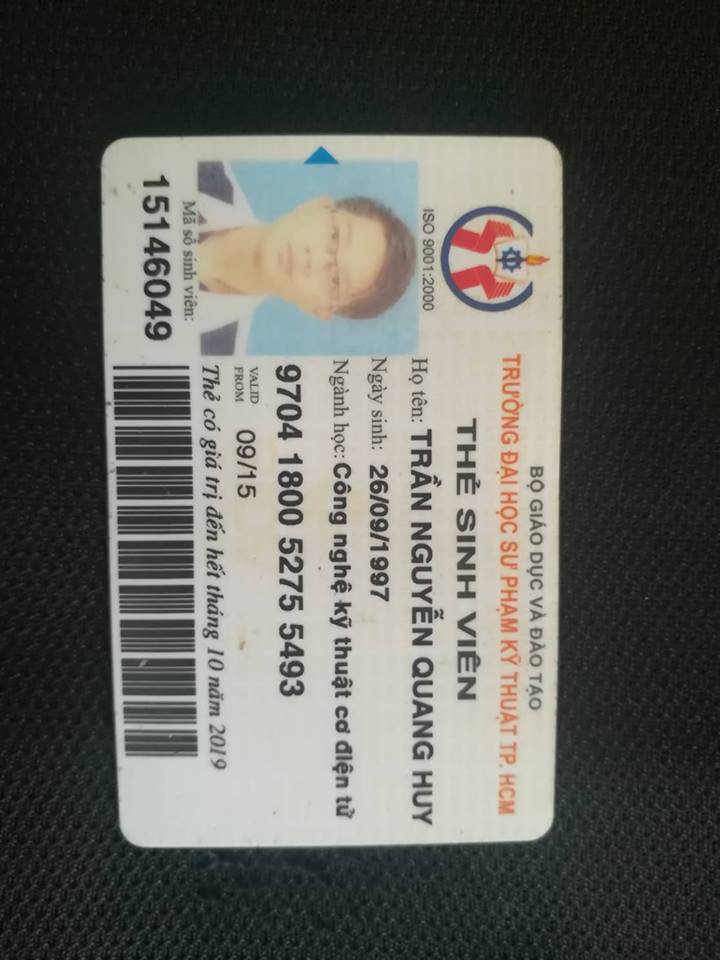 BỘ GIÁO DỤC VÀ ĐÀO TẠO
TRƯỜNG ĐẠI HỌC SƯ PHẠM KỸ THUẬT TP. HCM
THẺ SINH VIÊN
ISO 9001:2000
Họ tên: TRẦN NGUYỄN QUANG HUY
Ngày sinh: 26/09/1997
Ngành học: Công nghệ kỹ thuật cơ điện tử
9704 1800 5275 5493
VALID FROM 09/15
Thẻ có giá trị đến hết tháng 10 năm 2019
Mã số sinh viên:
15146049